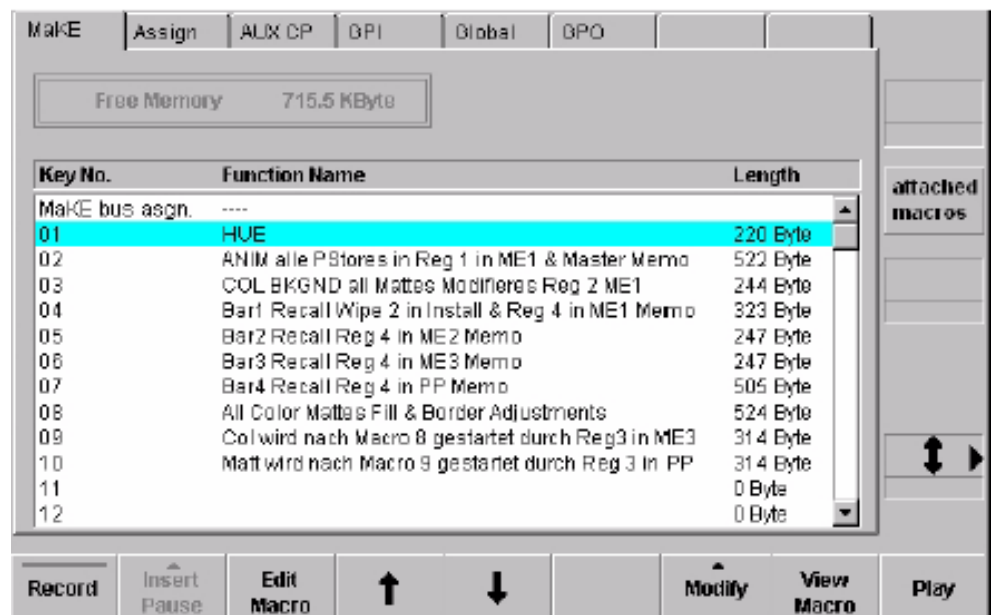 MaKE Assign AUX CP GPI Global GPO
Free Memory 715.5 KByte
Key No. Function Name Length
MaKE bus asgn. ----
01 HUE 220 Byte
02 ANIM alle PStores in Reg 1 in ME1 & Master Memo 522 Byte
03 COL BKGND all Mattes Modifieres Reg 2 ME1 244 Byte
04 Bar1 Recall Wipe 2 in Install & Reg 4 in ME1 Memo 323 Byte
05 Bar2 Recall Reg 4 in ME2 Memo 247 Byte
06 Bar3 Recall Reg 4 in ME3 Memo 247 Byte
07 Bar4 Recall Reg 4 in PP Memo 505 Byte
08 All Color Mattes Fill & Border Adjustments 524 Byte
09 Col wird nach Macro 8 gestartet durch Reg3 in ME3 314 Byte
10 Matt wird nach Macro 9 gestartet durch Reg 3 in PP 314 Byte
11 0 Byte
12 0 Byte
attached
macros
Record Insert Pause Edit Macro Modify View Macro Play